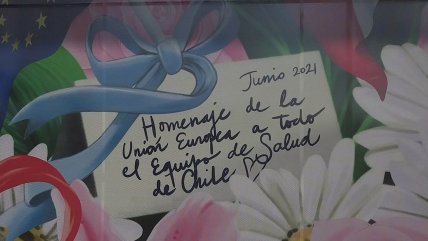 Junio 2021
Homenaje de la
Unión Europea a todo
el Equipo de Salud
de Chile